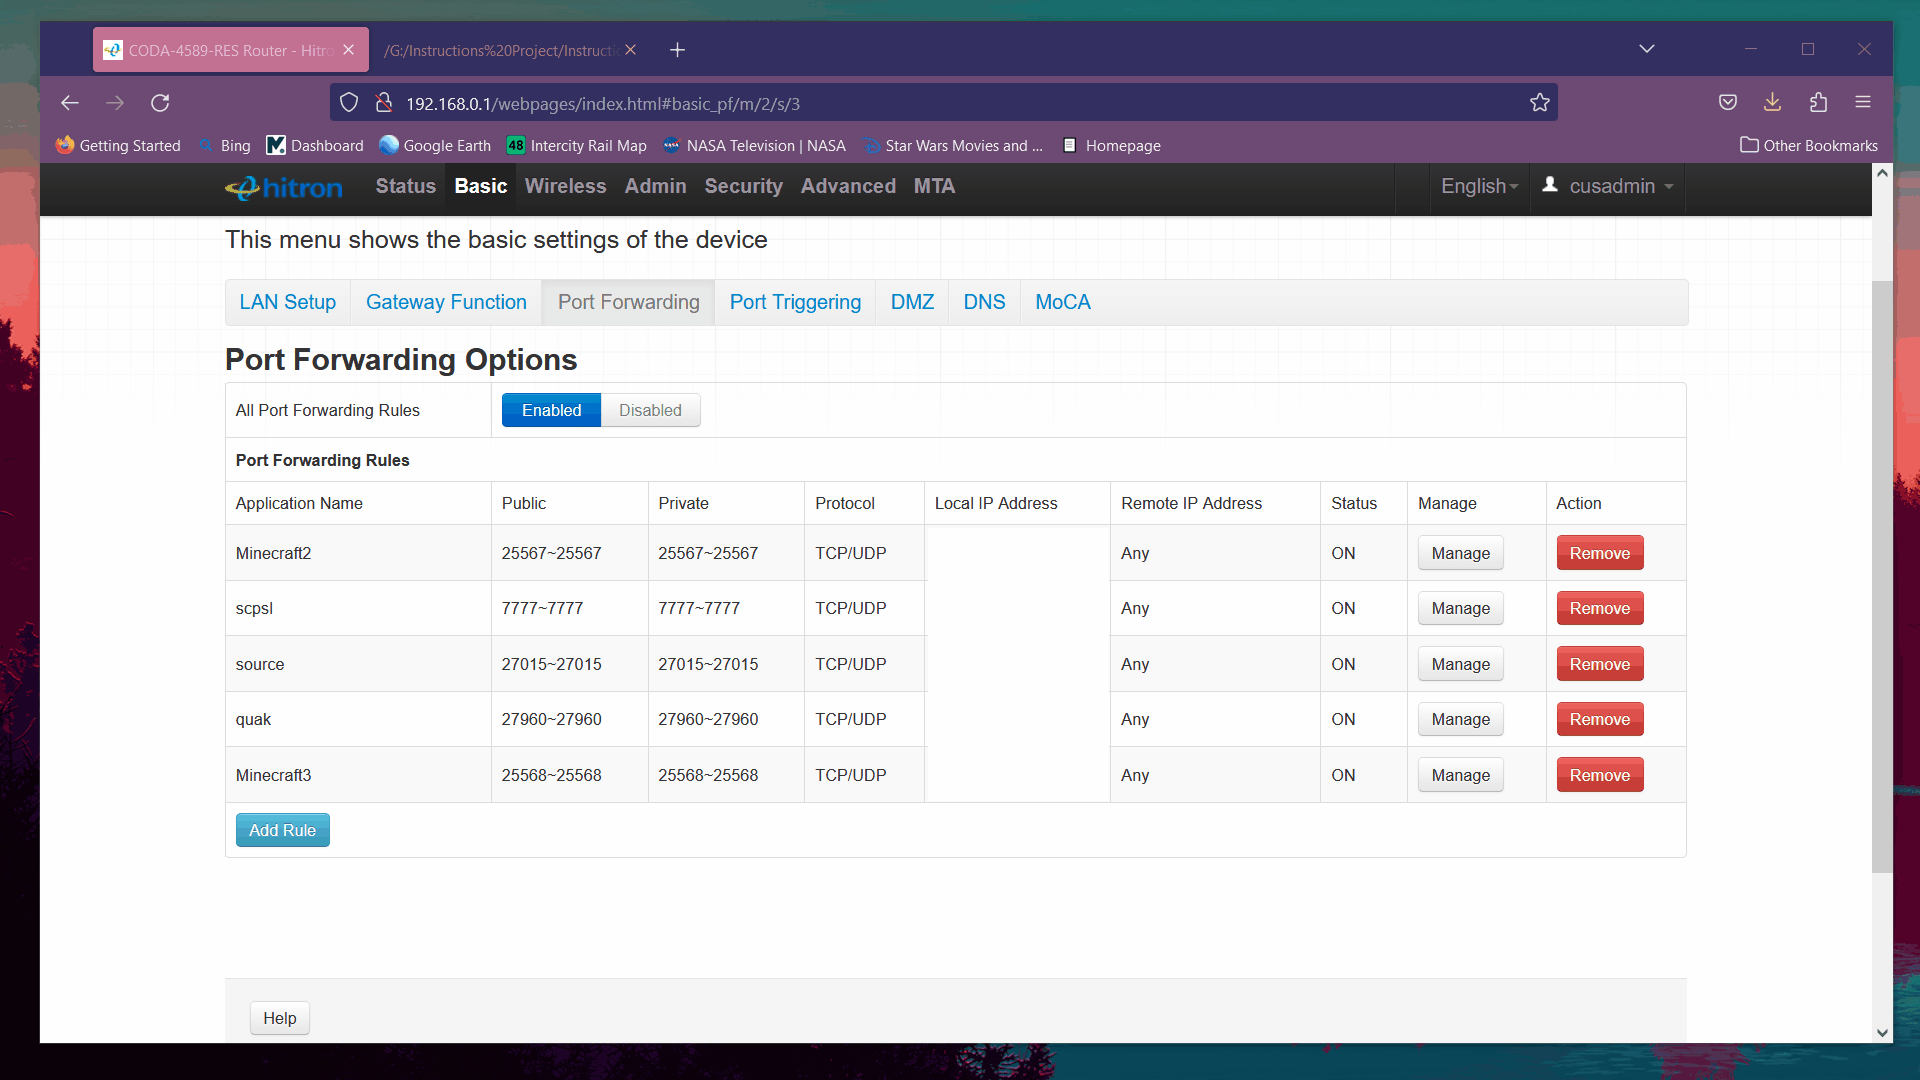 CODA-4589-RES Router - Hitro
/G:/Instructions%20Project/Instructi
192.168.0.1/webpages/index.html#basic_pf/m/2/s/3
Getting Started Bing Dashboard Google Earth 48 Intercity Rail Map NASA NASA Television | NASA Star Wars Movies and ... Homepage Other Bookmarks
hitron Status Basic Wireless Admin Security Advanced MTA English cusadmin
This menu shows the basic settings of the device
LAN Setup Gateway Function Port Forwarding Port Triggering DMZ DNS MoCA
Port Forwarding Options
All Port Forwarding Rules Enabled Disabled
Port Forwarding Rules
Application Name Public Private Protocol Local IP Address Remote IP Address Status Manage Action
Minecraft2 25567~25567 25567~25567 TCP/UDP Any ON Manage Remove
scpsl 7777~7777 7777~7777 TCP/UDP Any ON Manage Remove
source 27015~27015 27015~27015 TCP/UDP Any ON Manage Remove
quak 27960~27960 27960~27960 TCP/UDP Any ON Manage Remove
Minecraft3 25568~25568 25568~25568 TCP/UDP Any ON Manage Remove
Add Rule
Help